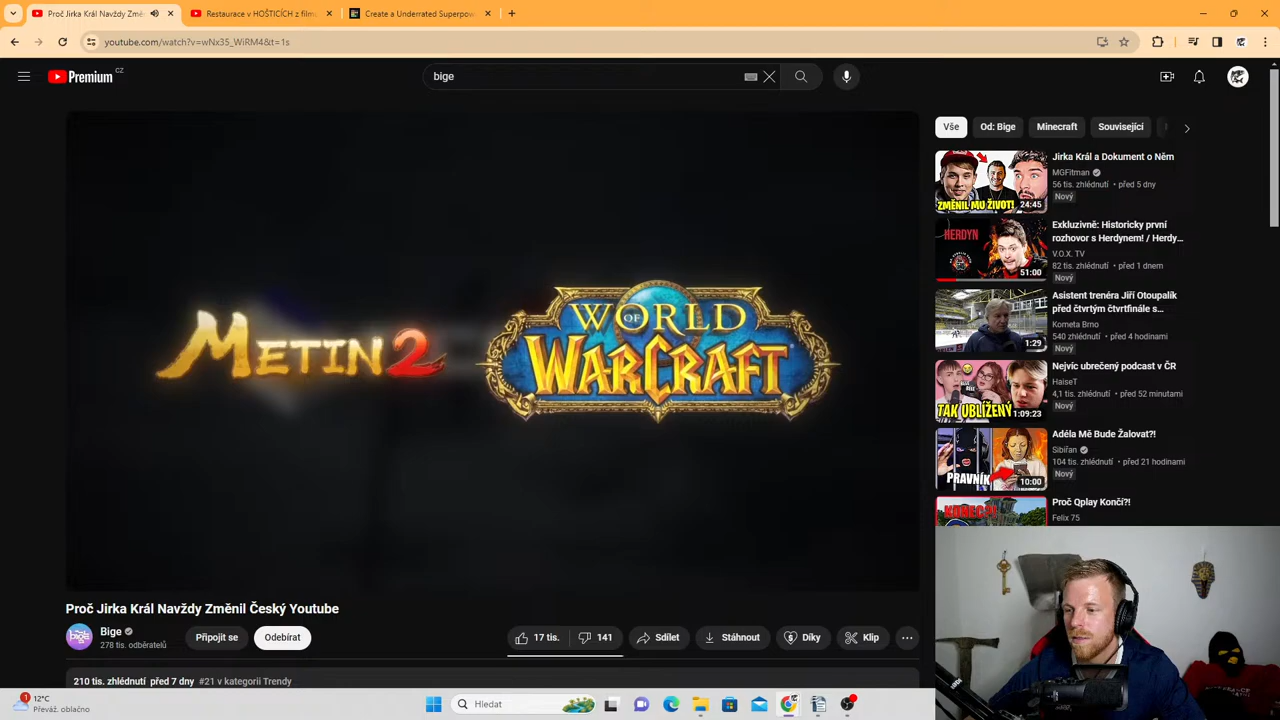 Proč Jirka Král Navždy Změn
Restaurace v HOŠTICÍCH z film
Create a Underrated Superpow
youtube.com/watch?v=wNx35_WiRM4&t=1s
Premium CZ
bige
Vše
Od: Bige
Minecraft
Související
METIN2
WORLD OF WARCRAFT
ZMĚNIL MU ŽIVOT!
24:45
Jirka Král a Dokument o Něm
MGFitman
56 tis. zhlédnutí • před 5 dny
Nový
HERDYN
51:00
Exkluzivně: Historicky první
rozhovor s Herdynem! / Herdy...
V.O.X. TV
82 tis. zhlédnutí • před 1 dnem
Nový
1:29
Asistent trenéra Jiří Otoupalík
před čtvrtým čtvrtfinále s...
Kometa Brno
540 zhlédnutí • před 4 hodinami
Nový
TAK UBLÍŽENÝ
1:09:23
Nejvíc ubrečený podcast v ČR
HaiseT
4,1 tis. zhlédnutí • před 52 minutami
Nový
PRAVNÍK
10:00
Adéla Mě Bude Žalovat?!
Sibiřan
104 tis. zhlédnutí • před 21 hodinami
Nový
KONEC?!
Proč Qplay Končí?!
Felix 75
Proč Jirka Král Navždy Změnil Český Youtube
Bige
278 tis. odběratelů
Připojit se
Odebírat
17 tis.
141
Sdílet
Stáhnout
Díky
Klip
210 tis. zhlédnutí před 7 dny #21 v kategorii Trendy
1
12°C
Převáž. oblačno
Hledat